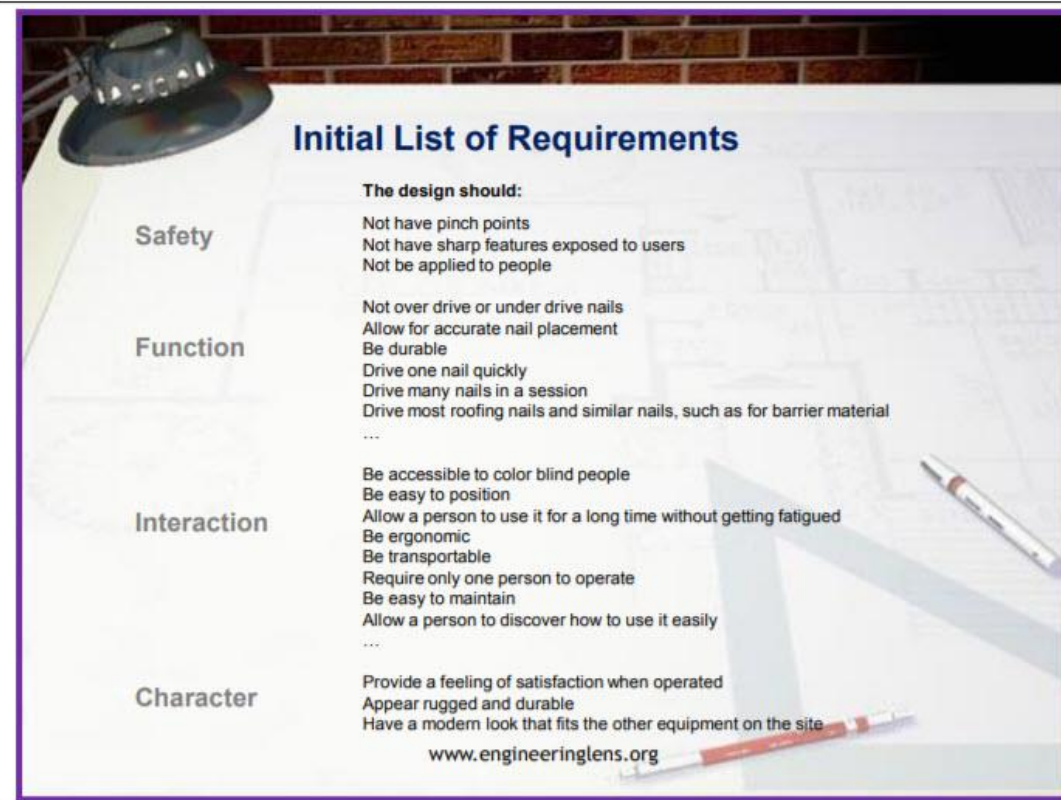 Initial List of Requirements
The design should:
Safety
Not have pinch points
Not have sharp features exposed to users
Not be applied to people
Function
Not over drive or under drive nails
Allow for accurate nail placement
Be durable
Drive one nail quickly
Drive many nails in a session
Drive most roofing nails and similar nails, such as for barrier material
…
Interaction
Be accessible to color blind people
Be easy to position
Allow a person to use it for a long time without getting fatigued
Be ergonomic
Be transportable
Require only one person to operate
Be easy to maintain
Allow a person to discover how to use it easily
…
Character
Provide a feeling of satisfaction when operated
Appear rugged and durable
Have a modern look that fits the other equipment on the site
www.engineeringlens.org